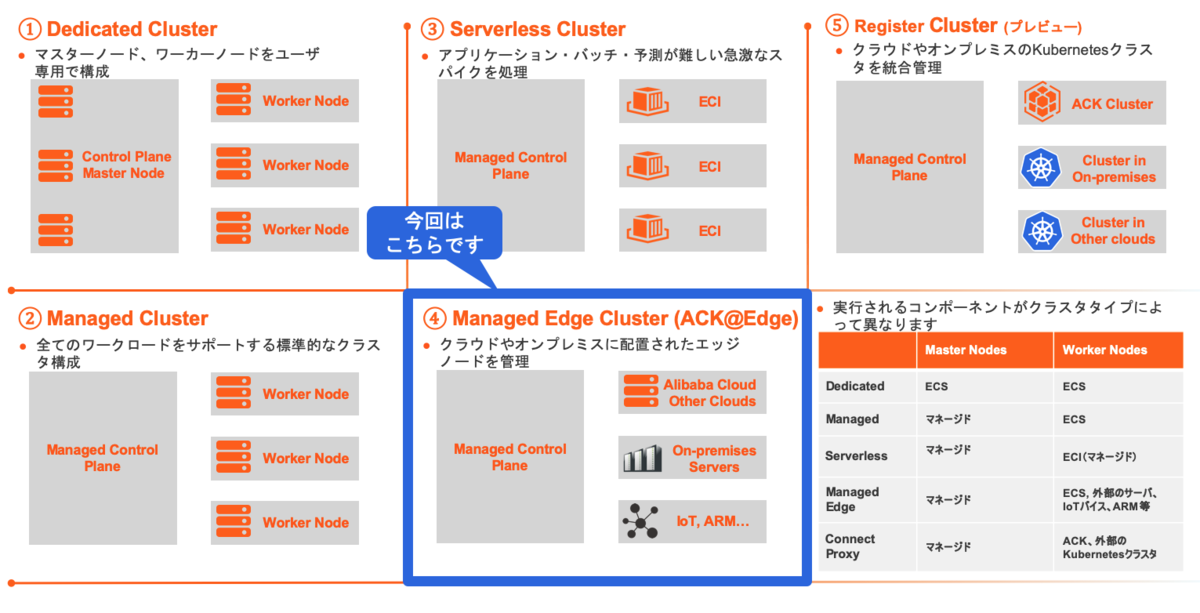 ① Dedicated Cluster
• マスターノード、ワーカーノードをユーザ
専用で構成
Control Plane
Master Node
Worker Node
Worker Node
Worker Node
② Managed Cluster
• 全てのワークロードをサポートする標準的なクラス
タ構成
Managed Control
Plane
Worker Node
Worker Node
Worker Node
③ Serverless Cluster
• アプリケーション・バッチ・予測が難しい急激なス
パイクを処理
Managed Control
Plane
ECI
ECI
ECI
今回は
こちらです
④ Managed Edge Cluster (ACK@Edge)
• クラウドやオンプレミスに配置されたエッジ
ノードを管理
Managed Control
Plane
Alibaba Cloud
Other Clouds
On-premises
Servers
IoT, ARM…
⑤ Register Cluster (プレビュー)
• クラウドやオンプレミスのKubernetesクラス
タを統合管理
Managed Control
Plane
ACK Cluster
Cluster in
On-premises
Cluster in
Other clouds
• 実行されるコンポーネントがクラスタタイプによ
って異なります
Master Nodes Worker Nodes
Dedicated ECS ECS
Managed マネージド ECS
Serverless マネージド ECI(マネージド)
Managed
Edge
マネージド
ECS, 外部のサーバ、
IoTバイス、ARM等
Connect
Proxy
マネージド
ACK、外部の
Kubernetesクラスタ